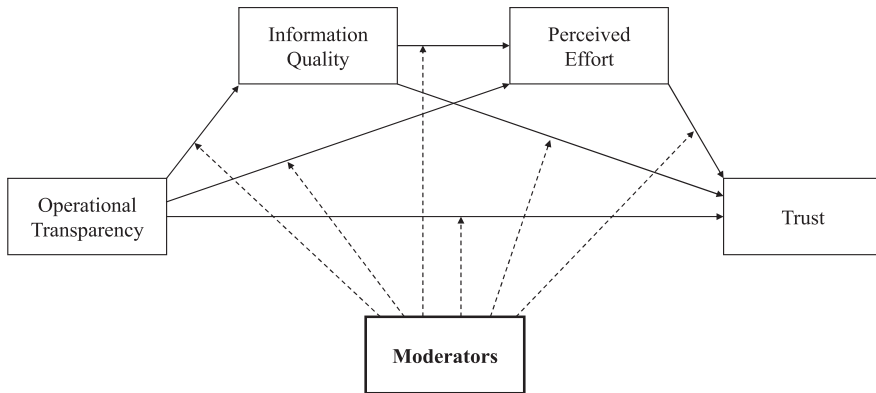 Information
Quality
Perceived
Effort
Operational
Transparency
Trust
Moderators